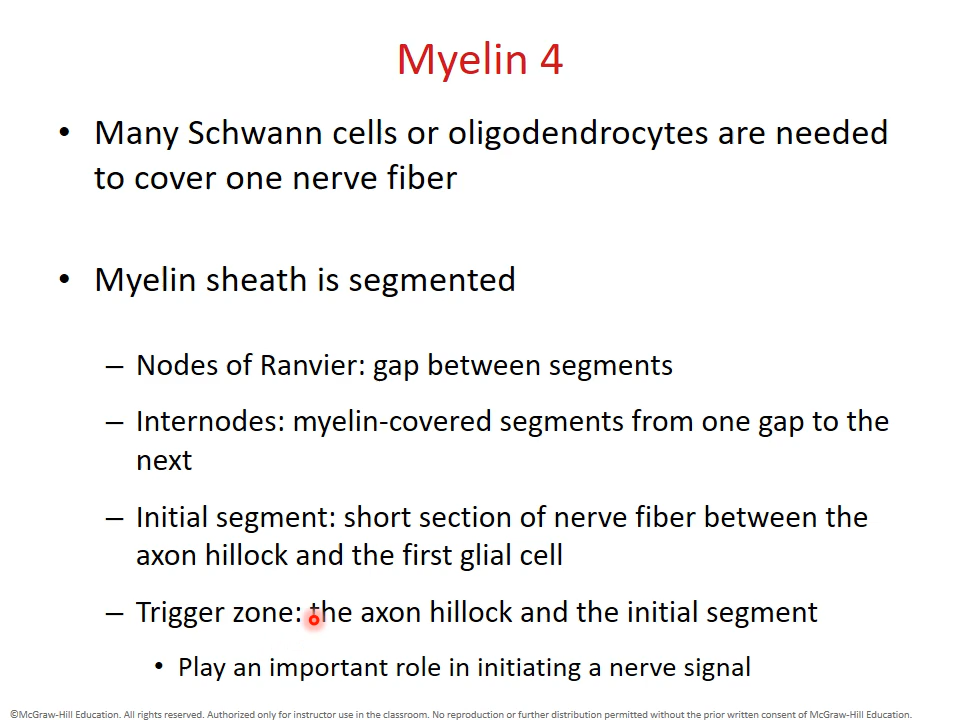 Myelin 4
• Many Schwann cells or oligodendrocytes are needed
to cover one nerve fiber
• Myelin sheath is segmented
– Nodes of Ranvier: gap between segments
– Internodes: myelin-covered segments from one gap to the
next
– Initial segment: short section of nerve fiber between the
axon hillock and the first glial cell
– Trigger zone: the axon hillock and the initial segment
• Play an important role in initiating a nerve signal
©McGraw-Hill Education. All rights reserved. Authorized only for instructor use in the classroom. No reproduction or further distribution permitted without the prior written consent of McGraw-Hill Education.